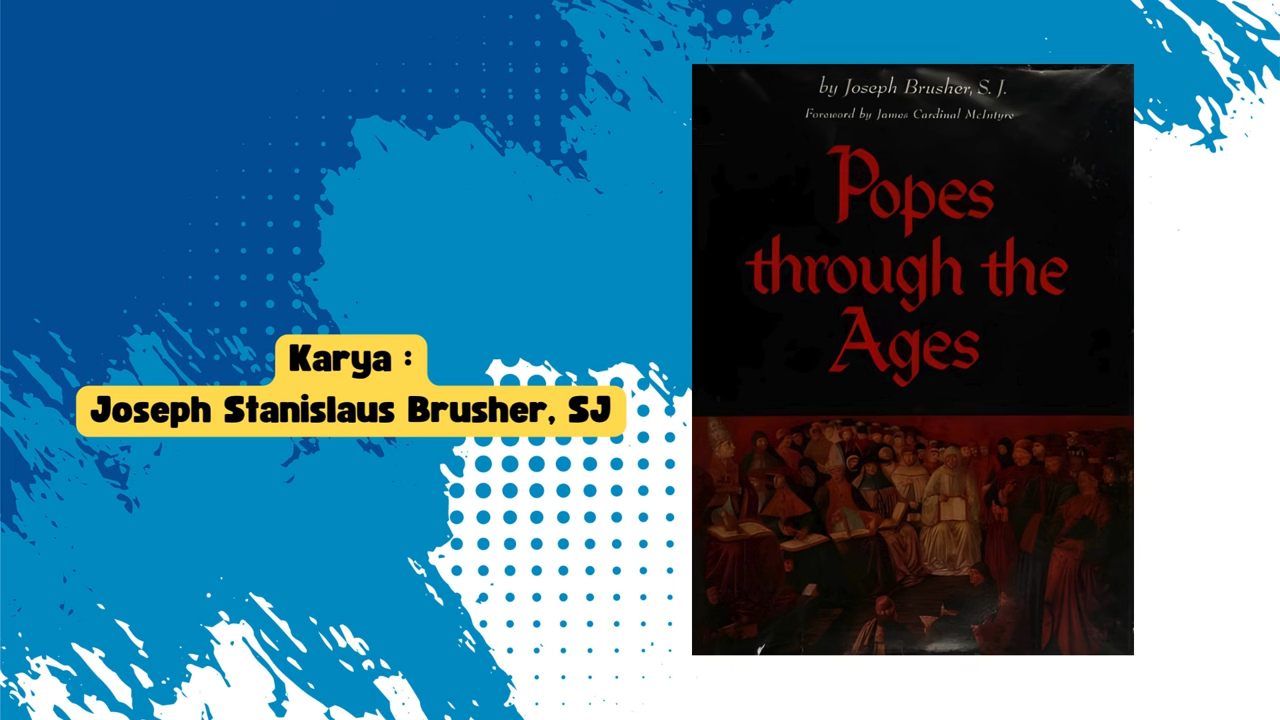 Karya :
Joseph Stanislaus Brusher, SJ
by Joseph Brusher, S. J.
Foreword by James Cardinal McIntyre
Popes
through the
Ages